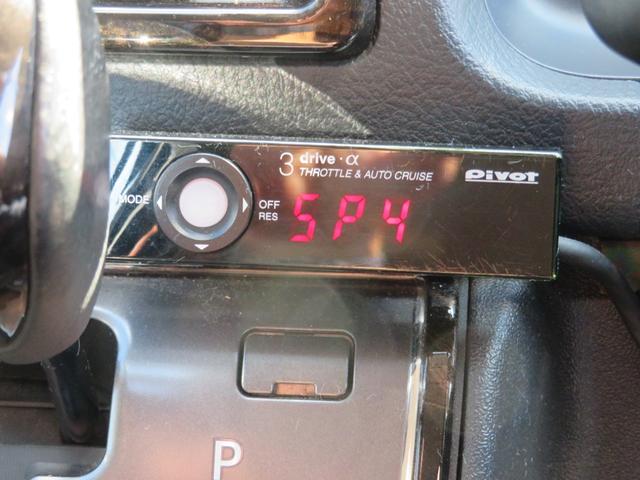 3 drive・α
THROTTLE & AUTO CRUISE
Pivot
MODE
OFF
RES
SP4
P